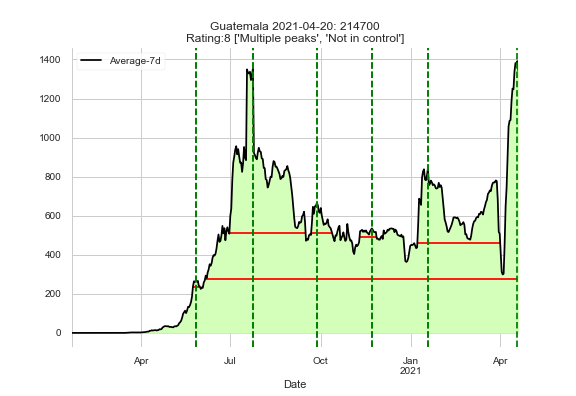 Guatemala 2021-04-20: 214700
Rating:8 ['Multiple peaks', 'Not in control']
Average-7d
1400
1200
1000
800
600
400
200
0
Apr
Jul
Oct
Jan
2021
Apr
Date